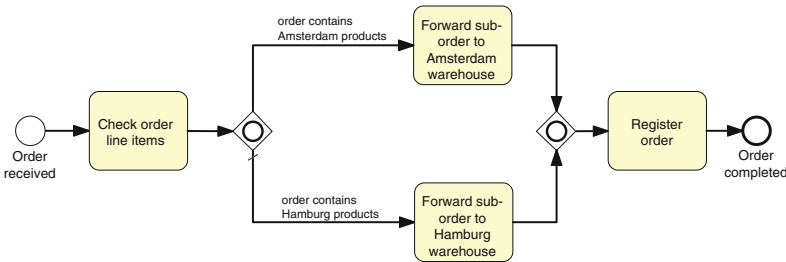 order contains
Amsterdam products
Forward sub-
order to
Amsterdam
warehouse
Order
received
Check order
line items
order contains
Hamburg products
Forward sub-
order to
Hamburg
warehouse
Register
order
Order
completed